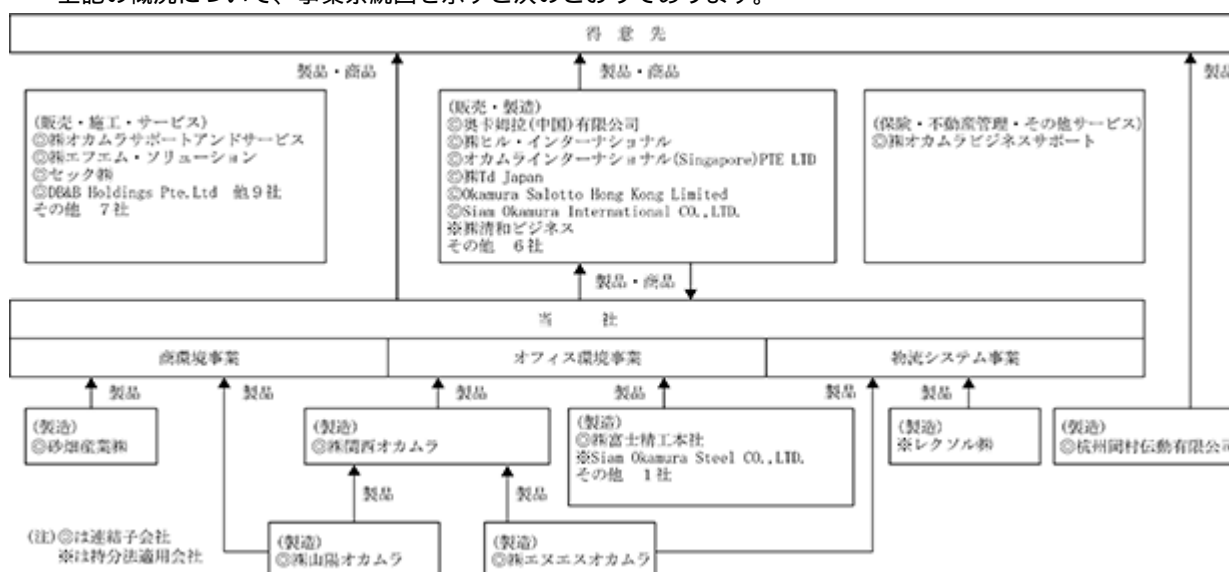 上記の概況について、事業系統図を示すと次のとおりであります。
得意先
製品・商品
製品・商品
製品
(販売・施工・サービス)
◎㈱オカムラサポートアンドサービス
◎㈱エフエム・ソリューション
◎セック㈱
◎DB&B Holdings Pte.Ltd 他9社
その他 7社
(販売・製造)
◎奥卡姆拉(中国)有限公司
◎㈱ヒル・インターナショナル
◎オカムラインターナショナル(Singapore)PTE LTD
◎㈱Td Japan
◎Okamura Salotto Hong Kong Limited
◎Siam Okamura International CO.,LTD.
※㈱清和ビジネス
その他 6社
(保険・不動産管理・その他サービス)
◎㈱オカムラビジネスサポート
製品・商品
当社
商環境事業
オフィス環境事業
物流システム事業
製品
製品
製品
製品
製品
製品
(製造)
◎砂畑産業㈱
(製造)
◎㈱関西オカムラ
(製造)
◎㈱富士精工本社
※Siam Okamura Steel CO.,LTD.
その他 1社
(製造)
※レクソル㈱
(製造)
◎杭州岡村伝動有限公司
製品
製品
(製造)
◎㈱山陽オカムラ
(製造)
◎㈱エヌエスオカムラ
(注)◎は連結子会社
※は持分法適用会社